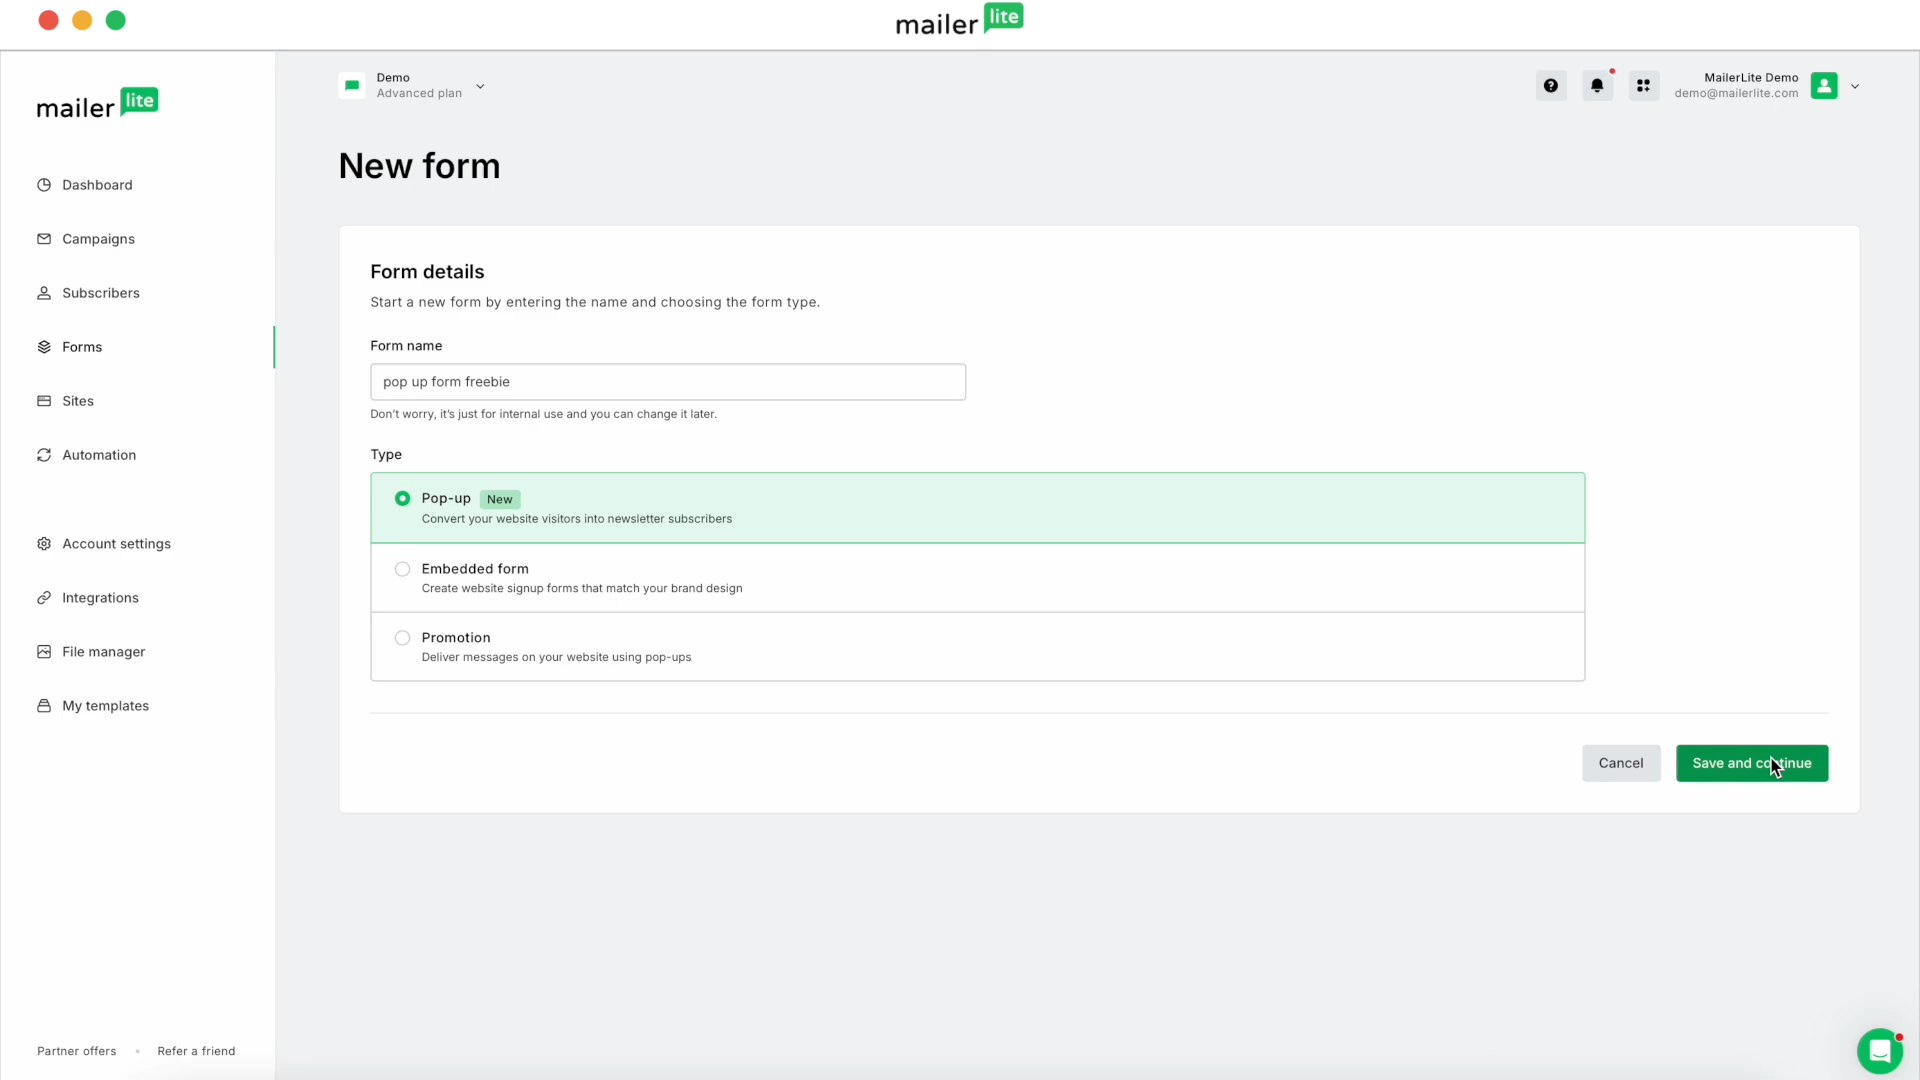 mailer lite
mailer lite
Demo
Advanced plan
MailerLite Demo
demo@mailerlite.com
Dashboard
Campaigns
Subscribers
Forms
Sites
Automation
Account settings
Integrations
File manager
My templates
Partner offers • Refer a friend
New form
Form details
Start a new form by entering the name and choosing the form type.
Form name
pop up form freebie
Don't worry, it's just for internal use and you can change it later.
Type
Pop-up New
Convert your website visitors into newsletter subscribers
Embedded form
Create website signup forms that match your brand design
Promotion
Deliver messages on your website using pop-ups
Cancel
Save and continue